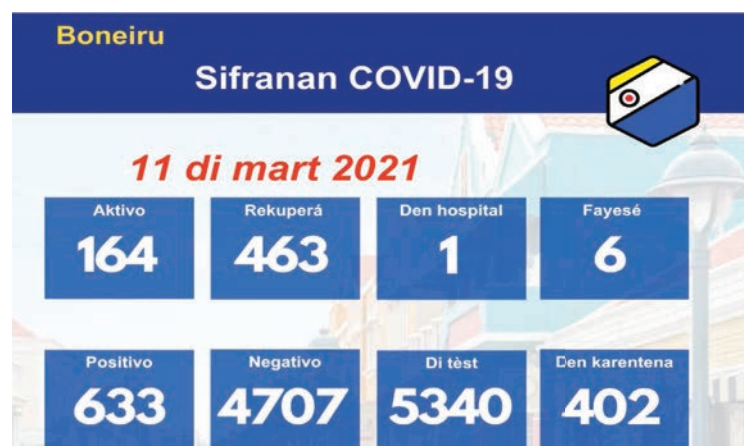 Boneiru
Sifranan COVID-19
11 di mart 2021
Aktivo Rekuperá Den hospital Fayesé
164 463 1 6
Positivo Negativo Di tèst Den karentena
633 4707 5340 402